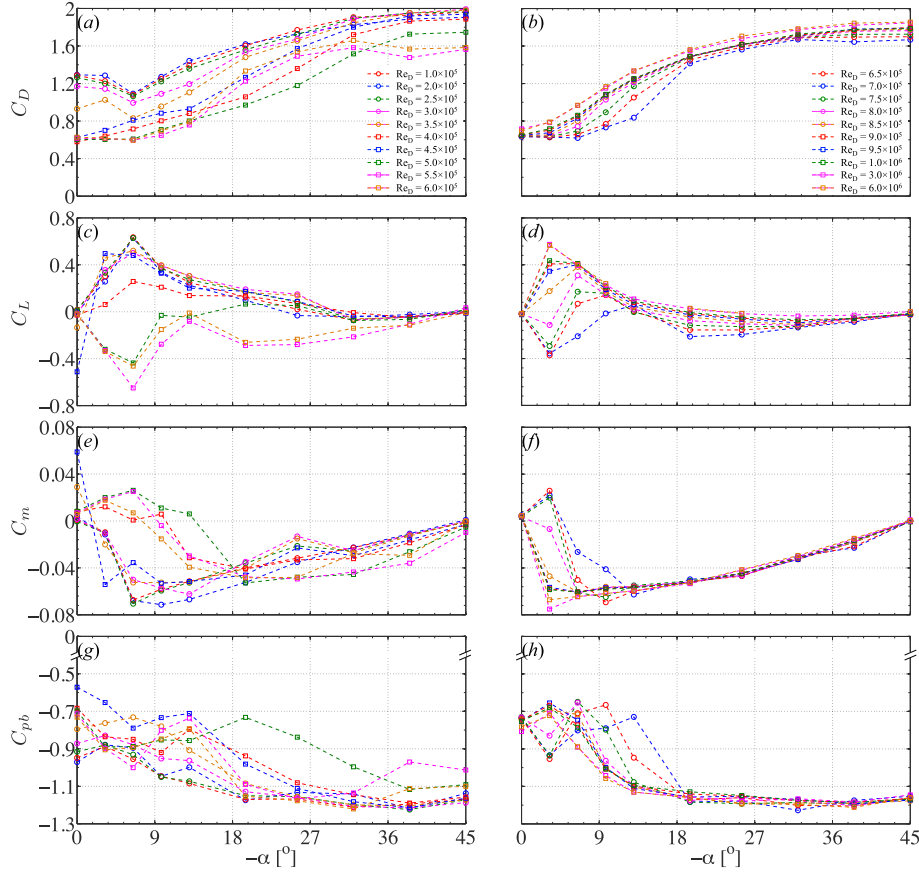 (a)
C_D
2
1.6
1.2
0.8
0.4
0
Re_D = 1.0×10⁵
Re_D = 2.0×10⁵
Re_D = 2.5×10⁵
Re_D = 3.0×10⁵
Re_D = 3.5×10⁵
Re_D = 4.0×10⁵
Re_D = 4.5×10⁵
Re_D = 5.0×10⁵
Re_D = 5.5×10⁵
Re_D = 6.0×10⁵
(b)
Re_D = 6.5×10⁵
Re_D = 7.0×10⁵
Re_D = 7.5×10⁵
Re_D = 8.0×10⁵
Re_D = 8.5×10⁵
Re_D = 9.0×10⁵
Re_D = 9.5×10⁵
Re_D = 1.0×10⁶
Re_D = 3.0×10⁶
Re_D = 6.0×10⁶
(c)
C_L
0.8
0.4
0
−0.4
−0.8
(d)
(e)
C_m
0.08
0.04
0
−0.04
−0.08
(f)
(g)
C_pb
0
−0.5
−0.7
−0.9
−1.1
−1.3
0 9 18 27 36 45
−α [°]
(h)
0 9 18 27 36 45
−α [°]